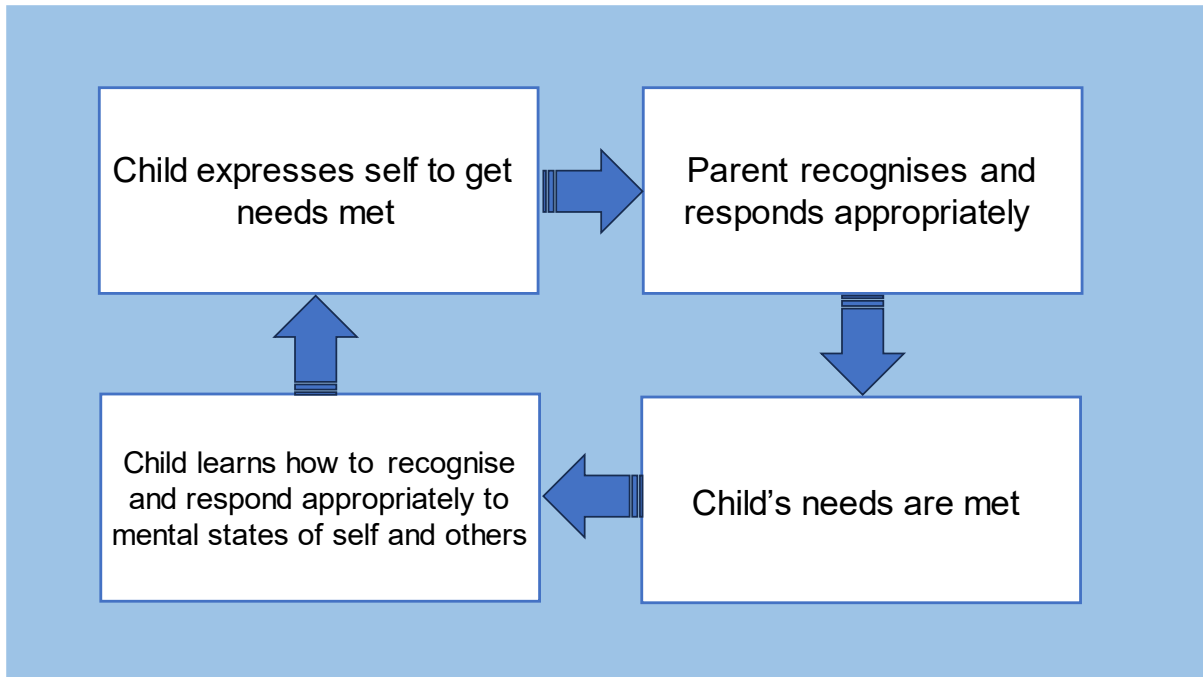 Child expresses self to get
needs met
Parent recognises and
responds appropriately
Child’s needs are met
Child learns how to recognise
and respond appropriately to
mental states of self and others